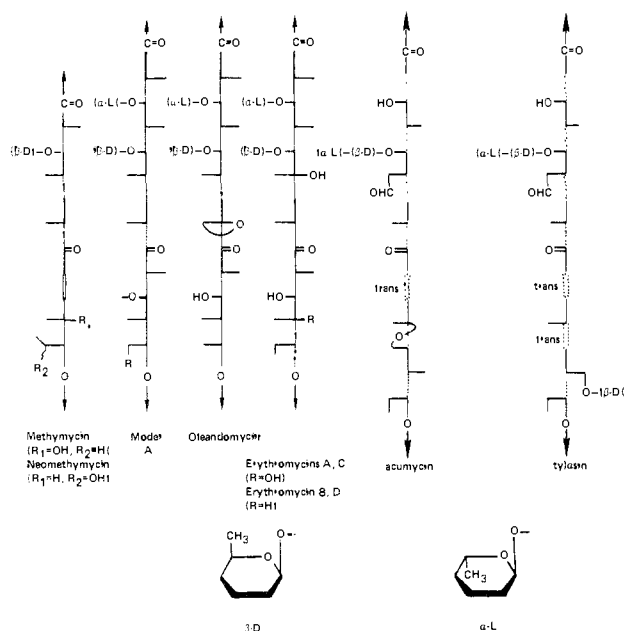 C=O C=O C=O C=O C=O
C=O
HO HO
(α-L)–O (α-L)–O (α-L)–O
(β-D)–O (β-D)–O (β-D)–O (β-D)–O (α-L(–(β-D)–O (α-L(–(β-D)–O
OH
OHC OHC
O
O O O O O O
trans trans
O HO HO
R1 R trans
O
R2 R
O–(β-D(
O O O O O O
Methymycin Model Oleandomycin
(R1=OH, R2=H( A
Neomethymycin
(R1=H, R2=OH)
Erythromycins A, C acumycin tylosin
(R=OH)
Erythromycin B, D
(R=H)
CH3 O O
O O
CH3
β-D α-L